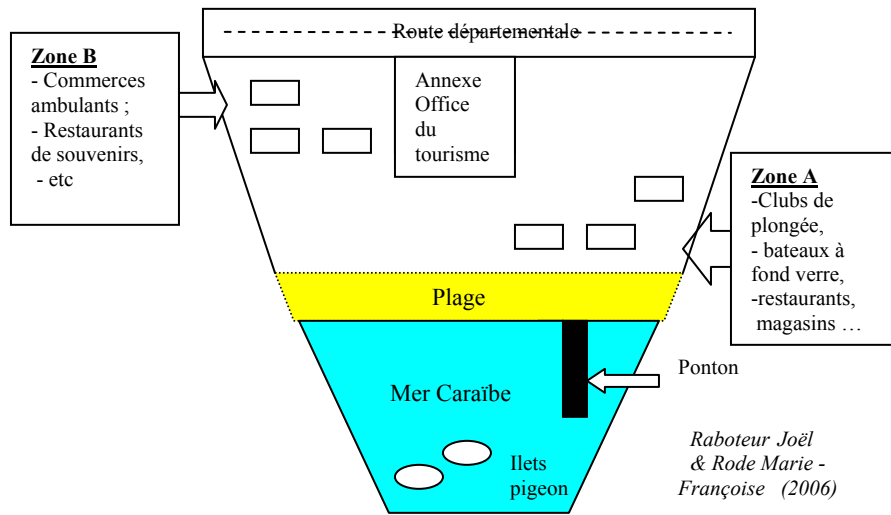 Route départementale
Zone B
- Commerces
ambulants ;
- Restaurants
de souvenirs,
- etc
Annexe
Office
du
tourisme
Zone A
-Clubs de
plongée,
- bateaux à
fond verre,
-restaurants,
magasins …
Plage
Ponton
Mer Caraïbe
Ilets
pigeon
Raboteur Joël
& Rode Marie -
Françoise (2006)